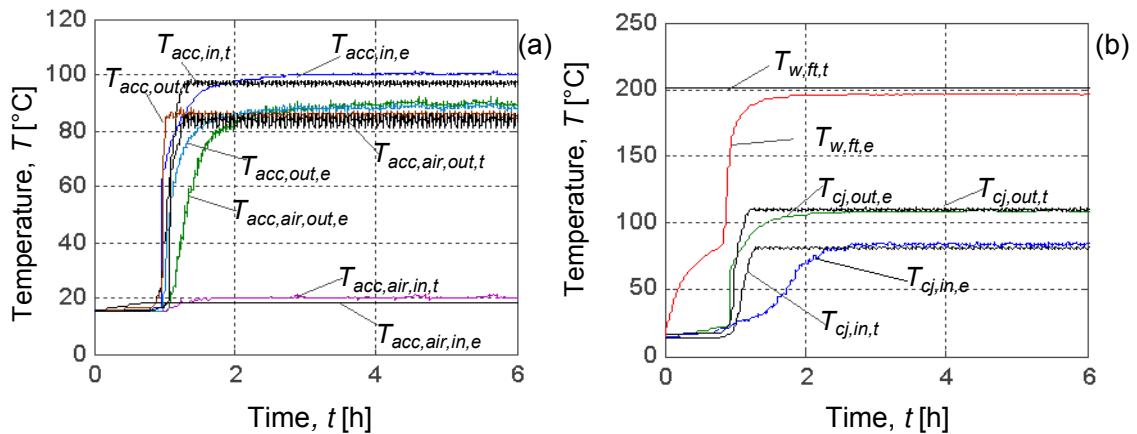 120
100
80
60
40
20
0
0
2
4
6
Temperature, T [°C]
Time, t [h]
(a)
T_acc,in,t
T_acc,in,e
T_acc,out,t
T_acc,air,out,t
T_acc,out,e
T_acc,air,out,e
T_acc,air,in,t
T_acc,air,in,e
250
200
150
100
50
0
0
2
4
6
Temperature, T [°C]
Time, t [h]
(b)
T_w,ft,t
T_w,ft,e
T_cj,out,e
T_cj,out,t
T_cj,in,e
T_cj,in,t